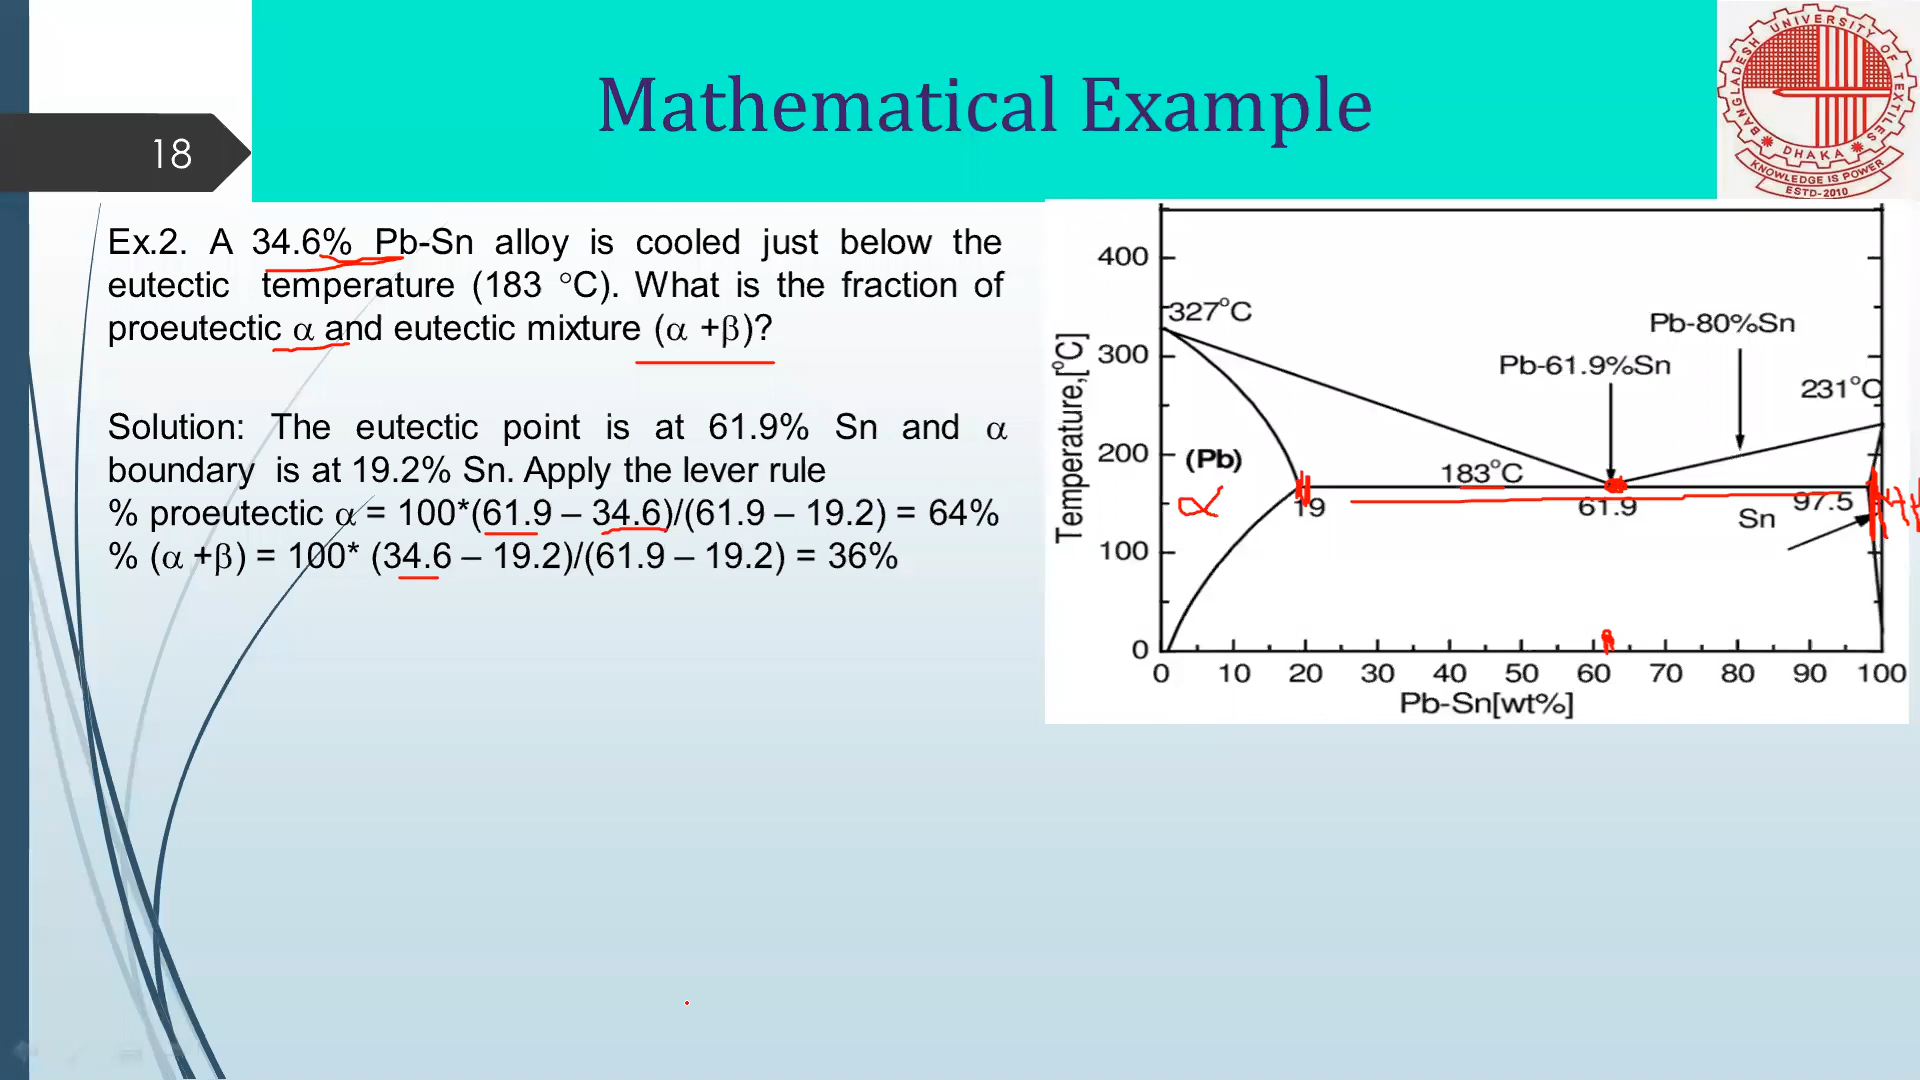 Mathematical Example
BANGLADESH UNIVERSITY OF TEXTILES
DHAKA
KNOWLEDGE IS POWER
ESTD-2010
18
Ex.2. A 34.6% Pb-Sn alloy is cooled just below the
eutectic temperature (183 °C). What is the fraction of
proeutectic α and eutectic mixture (α +β)?
Solution: The eutectic point is at 61.9% Sn and α
boundary is at 19.2% Sn. Apply the lever rule
% proeutectic α = 100*(61.9 – 34.6)/(61.9 – 19.2) = 64%
% (α +β) = 100* (34.6 – 19.2)/(61.9 – 19.2) = 36%
Temperature,[°C]
400
300
200
100
0
327°C
Pb-80%Sn
Pb-61.9%Sn
231°C
(Pb)
α
183°C
19
61.9
97.5
Sn
0 10 20 30 40 50 60 70 80 90 100
Pb-Sn[wt%]